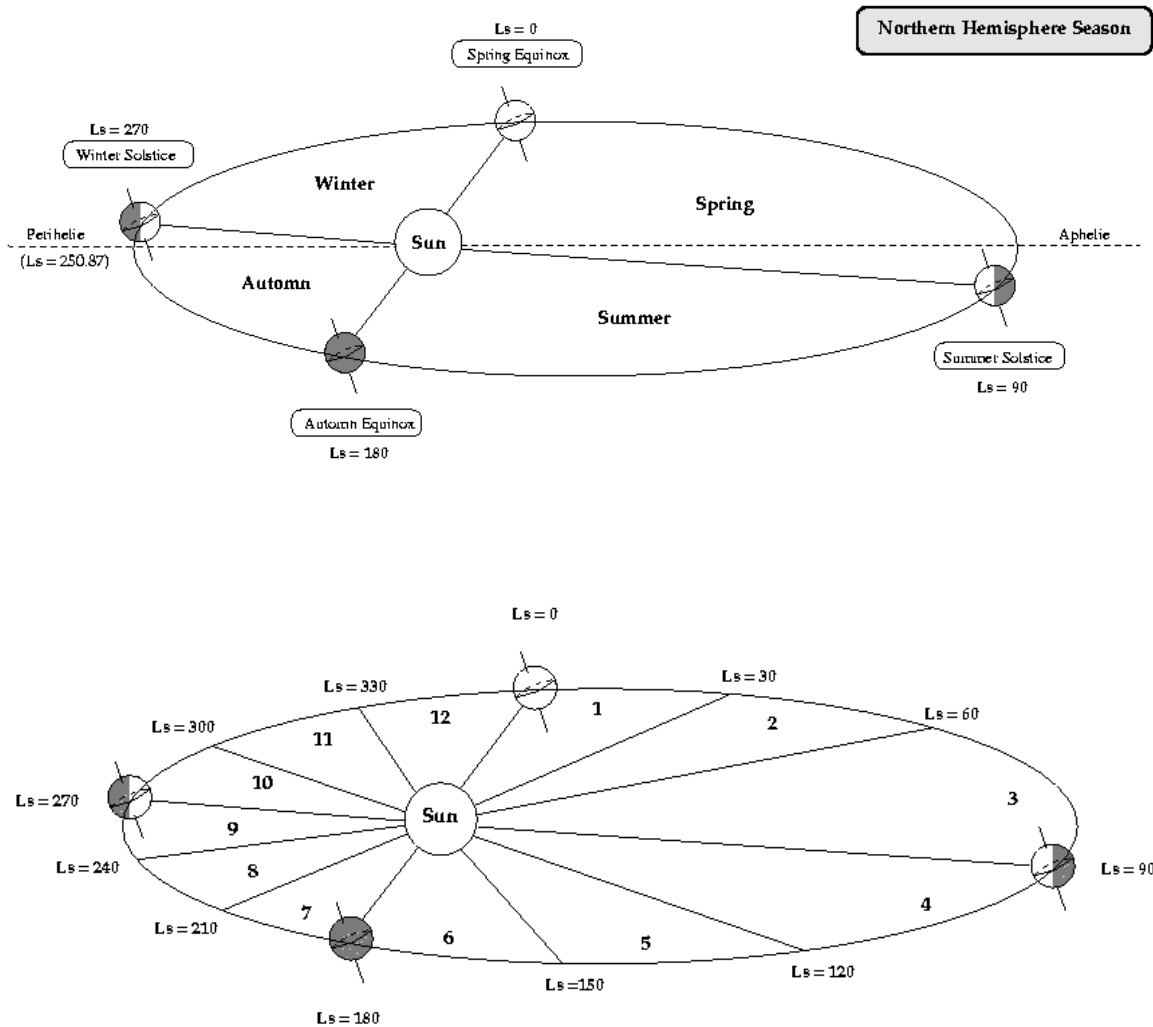 Northern Hemisphere Season
Ls = 0
Spring Equinox
Ls = 270
Winter Solstice
Winter
Spring
Perihelie
(Ls = 250.87)
Sun
Aphelie
Automn
Summer
Summer Solstice
Ls = 90
Automn Equinox
Ls = 180
Ls = 0
Ls = 30
Ls = 330
Ls = 60
Ls = 300
12
1
2
11
10
3
Ls = 270
Sun
9
Ls = 240
8
Ls = 90
4
7
6
5
Ls = 210
Ls =150
Ls = 120
Ls = 180